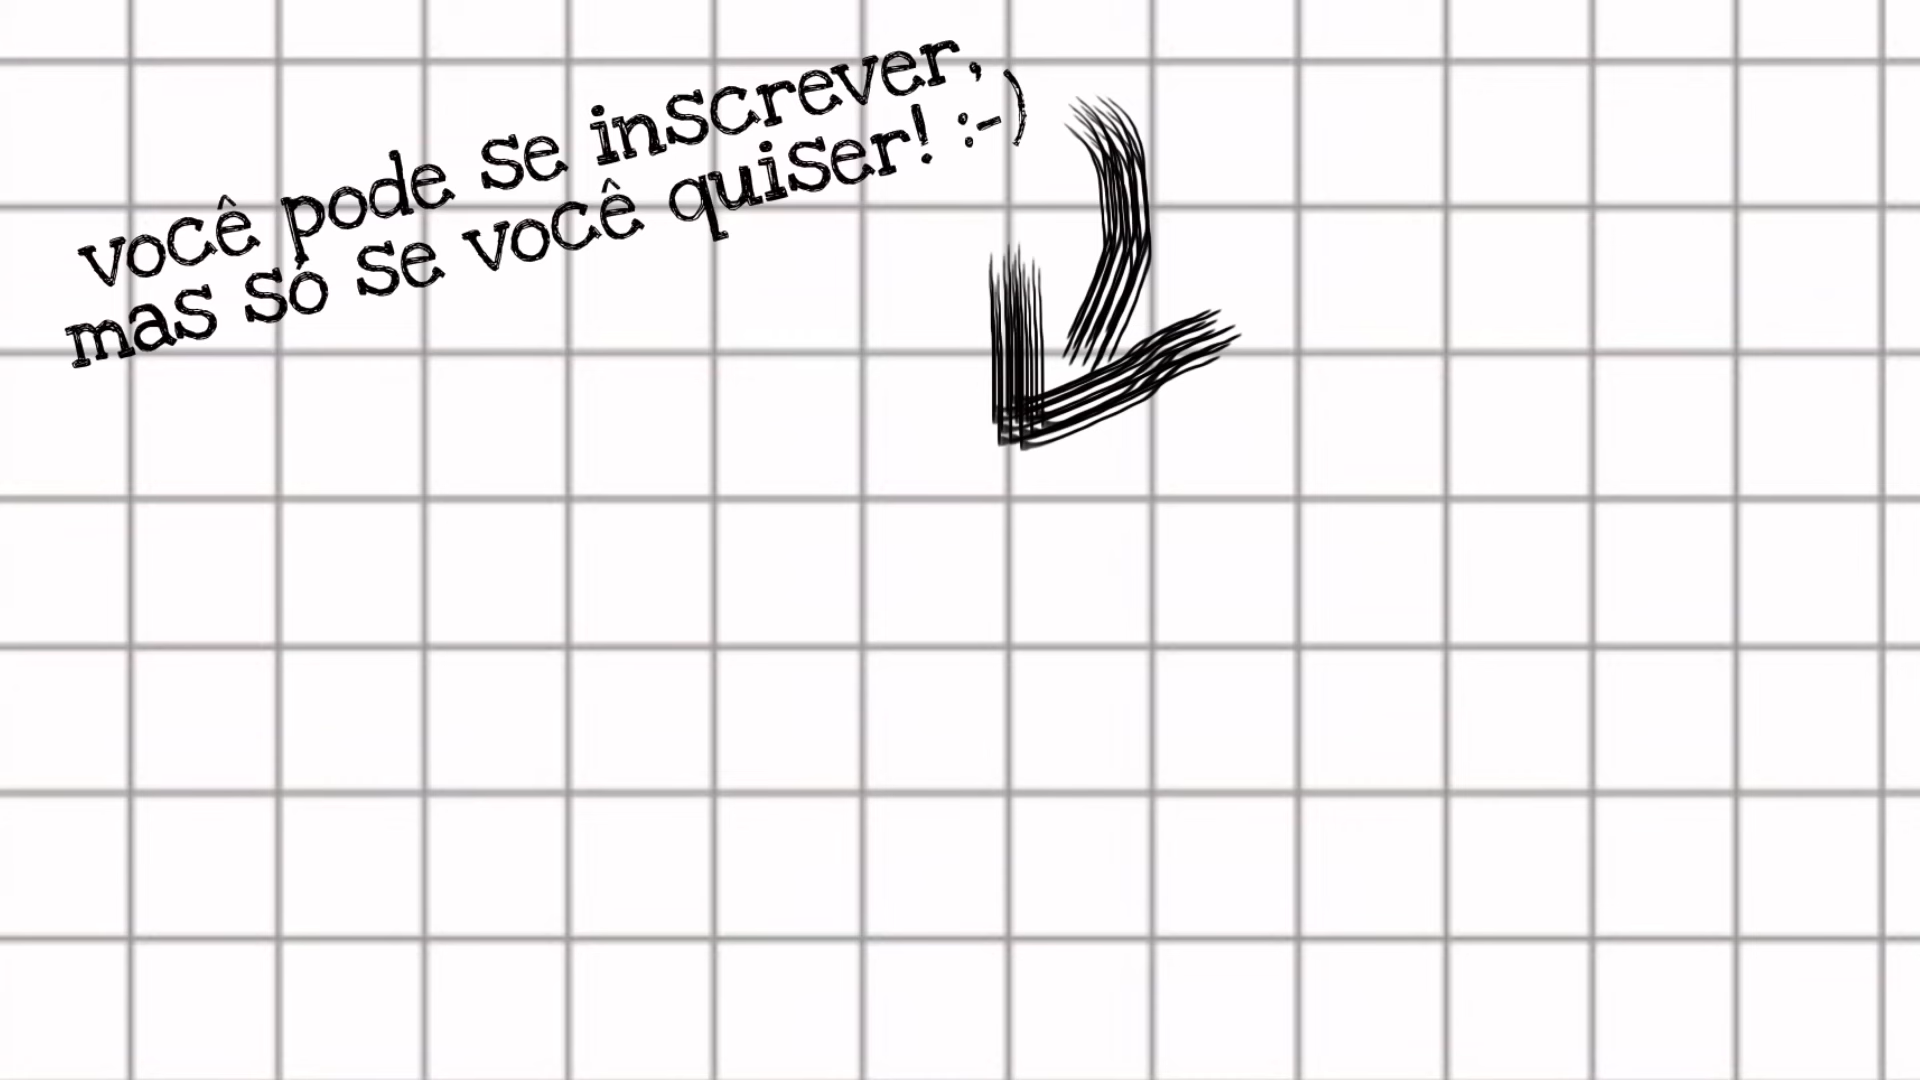 você pode se inscrever,
mas só se você quiser! :-)